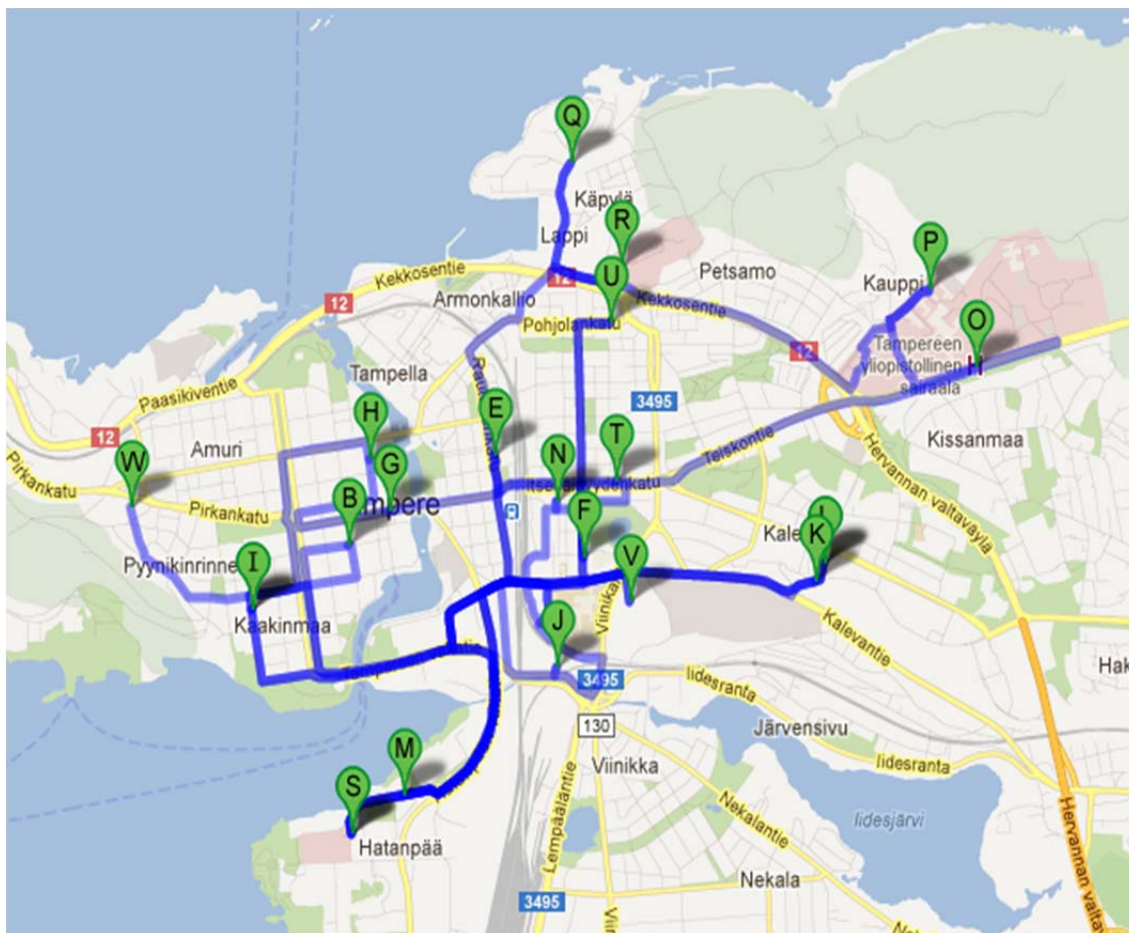 Q
Käpylä
R
Lappi
P
Petsamo
Kauppi
Kekkosentie
12
U
Armonkallio
12
Kekkosentie
O
Pohjolankatu
12
Tampereen
yliopistollinen
sairaala
H
Tampella
Paasikiventie
3495
H
E
T
12
Amuri
Kissanmaa
W
G
N
Teiskontie
Pirkankatu
Hervannan valtaväylä
B
Pirkankatu
F
K
V
I
Pyynikinrinne
Kaakinmaa
J
Kalevantie
3495
Iidesranta
130
Järvensivu
M
Viinikka
Iidesranta
S
Nekalantie
Hatanpää
Lempääläntie
Iidesjärvi
Nekala
3495